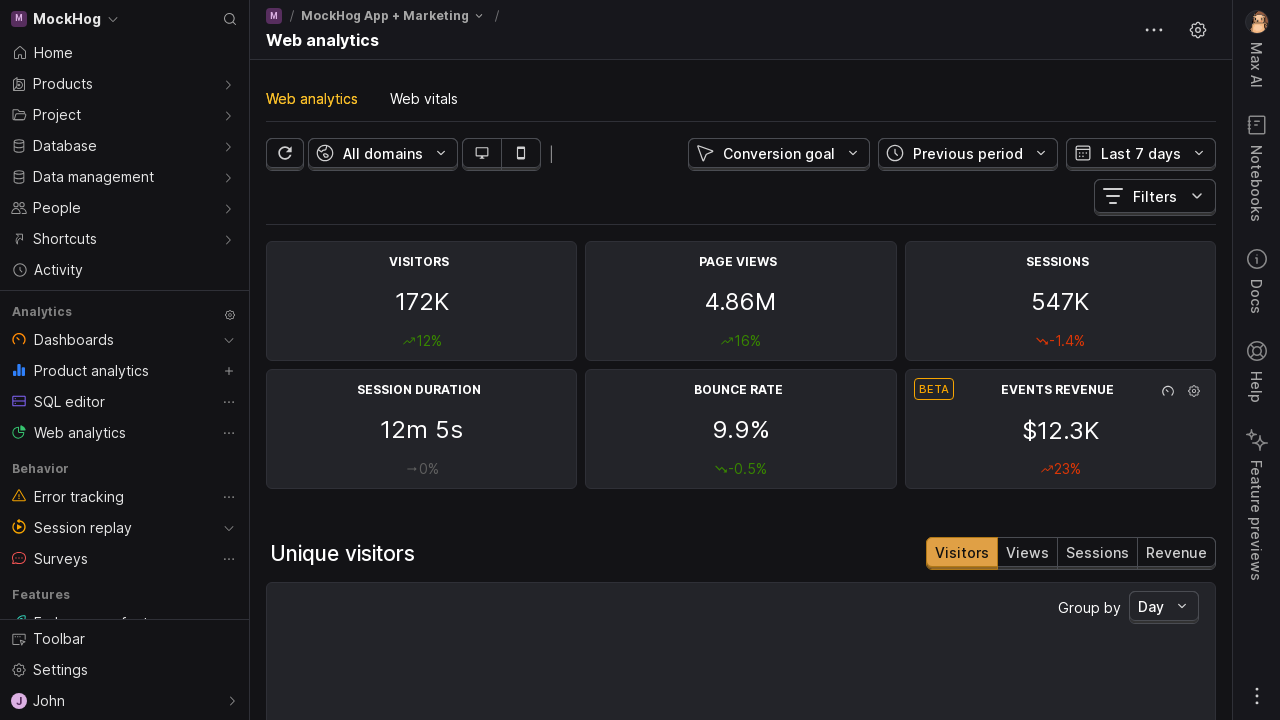 M MockHog
Home
Products
Project
Database
Data management
People
Shortcuts
Activity
Analytics
Dashboards
Product analytics
SQL editor
Web analytics
Behavior
Error tracking
Session replay
Surveys
Features
Toolbar
Settings
J John
M / MockHog App + Marketing /
Web analytics
Web analytics Web vitals
All domains
Conversion goal Previous period Last 7 days
Filters
VISITORS
172K
12%
PAGE VIEWS
4.86M
16%
SESSIONS
547K
-1.4%
SESSION DURATION
12m 5s
0%
BOUNCE RATE
9.9%
-0.5%
BETA EVENTS REVENUE
$12.3K
23%
Unique visitors
Visitors Views Sessions Revenue
Group by Day
Max AI
Notebooks
Docs
Help
Feature previews